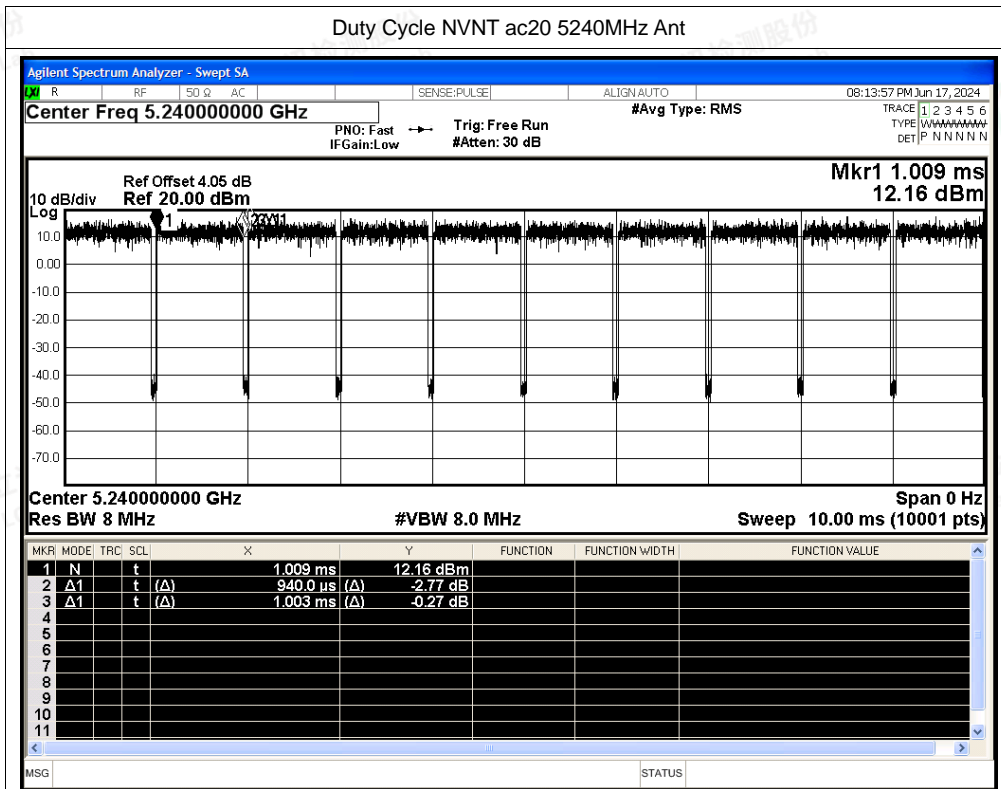 Duty Cycle NVNT ac20 5240MHz Ant
Agilent Spectrum Analyzer - Swept SA
LXI R RF 50 Ω AC SENSE:PULSE ALIGN AUTO 08:13:57 PM Jun 17, 2024
Center Freq 5.240000000 GHz
#Avg Type: RMS
TRACE 1 2 3 4 5 6
PNO: Fast Trig: Free Run
TYPE WWWWWW
IFGain:Low #Atten: 30 dB
DET P N N N N N
Mkr1 1.009 ms
Ref Offset 4.05 dB
12.16 dBm
10 dB/div Ref 20.00 dBm
Log
1
10.0
0.00
-10.0
-20.0
-30.0
-40.0
-50.0
-60.0
-70.0
Center 5.240000000 GHz Span 0 Hz
Res BW 8 MHz #VBW 8.0 MHz Sweep 10.00 ms (10001 pts)
MKR MODE TRC SCL X Y FUNCTION FUNCTION WIDTH FUNCTION VALUE
1 N t 1.009 ms 12.16 dBm
2 Δ1 t (Δ) 940.0 µs (Δ) -2.77 dB
3 Δ1 t (Δ) 1.003 ms (Δ) -0.27 dB
4
5
6
7
8
9
10
11
MSG STATUS